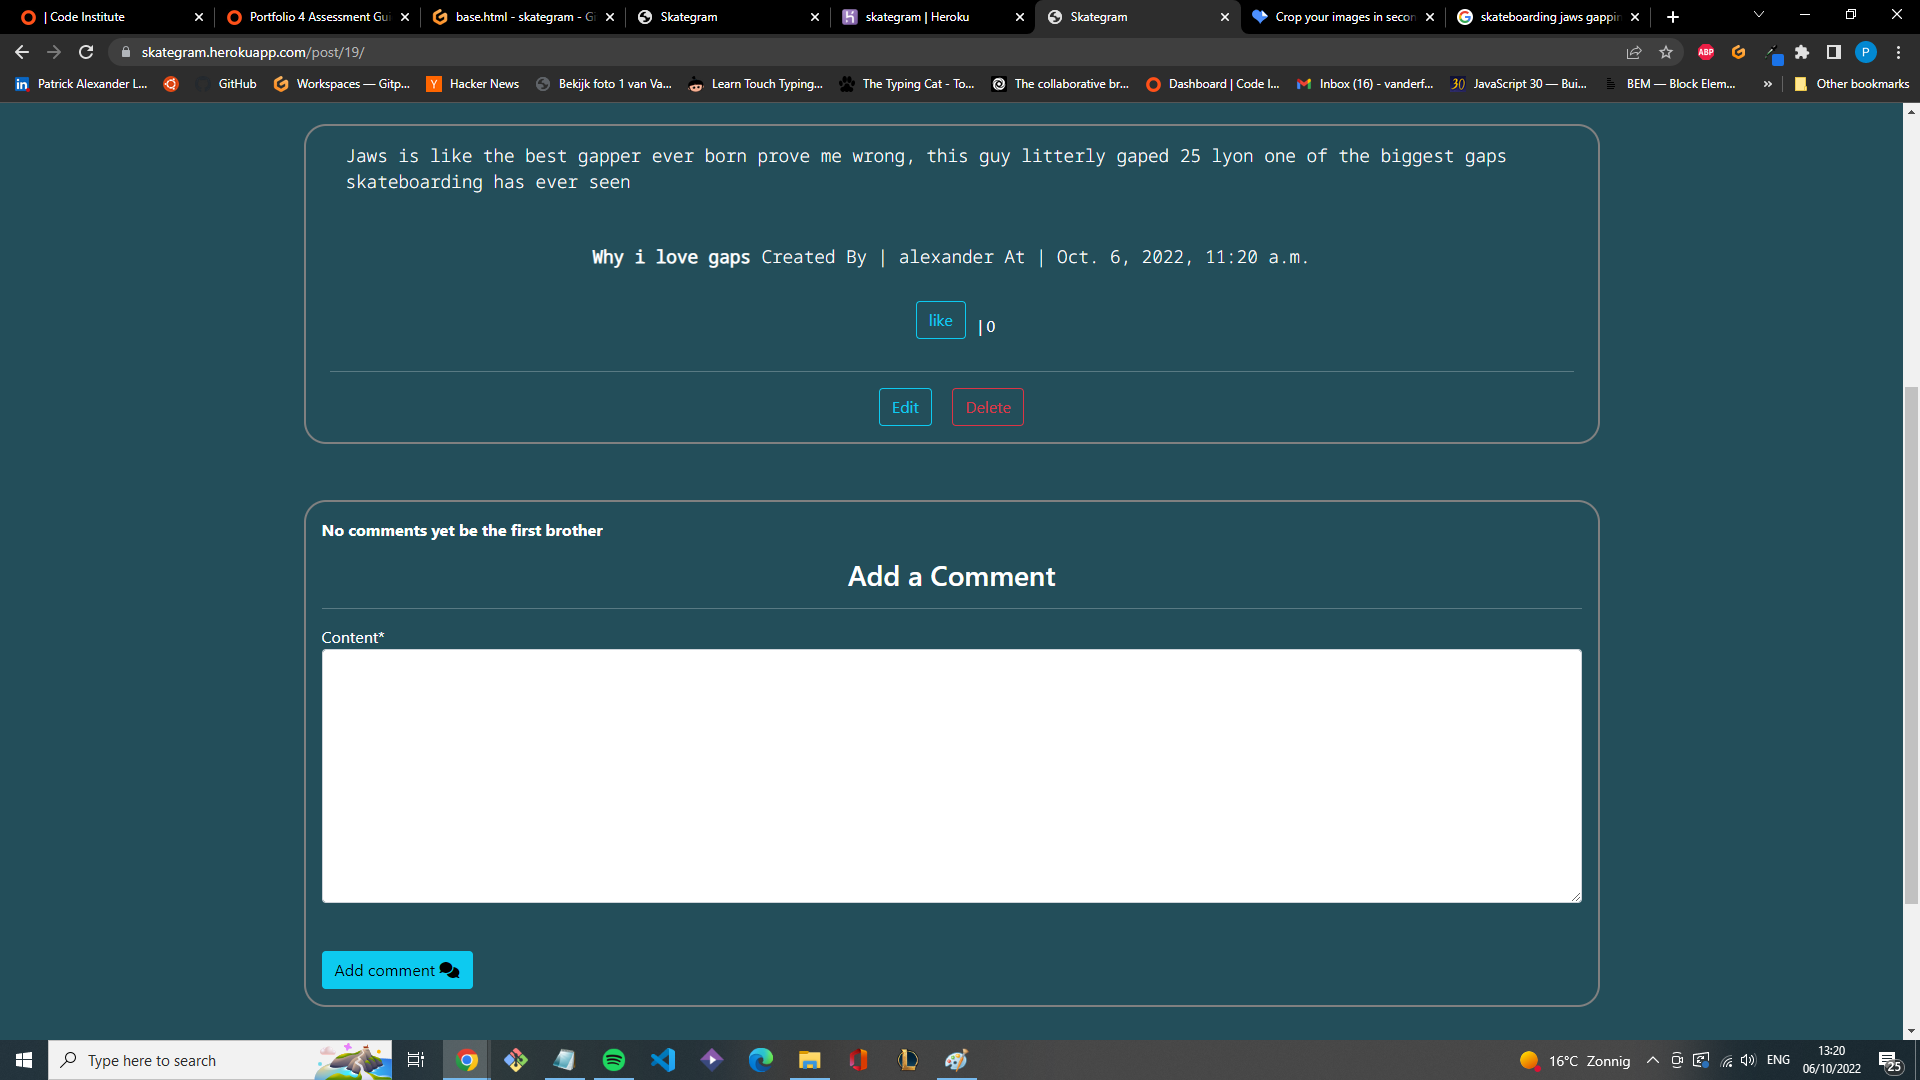 | Code Institute
Portfolio 4 Assessment Gui
base.html - skategram - Gi
Skategram
skategram | Heroku
Skategram
Crop your images in secon
skateboarding jaws gappin
skategram.herokuapp.com/post/19/
ABP
P
Patrick Alexander L...
GitHub
Workspaces — Gitp...
Hacker News
Bekijk foto 1 van Va...
Learn Touch Typing...
The Typing Cat - To...
The collaborative br...
Dashboard | Code I...
Inbox (16) - vanderf...
30 JavaScript 30 — Bui...
BEM — Block Elem...
»
Other bookmarks
Jaws is like the best gapper ever born prove me wrong, this guy litterly gaped 25 lyon one of the biggest gaps
skateboarding has ever seen
Why i love gaps Created By | alexander At | Oct. 6, 2022, 11:20 a.m.
like | 0
Edit Delete
No comments yet be the first brother
Add a Comment
Content*
Add comment
Type here to search
16°C Zonnig
ENG
13:20
06/10/2022
25